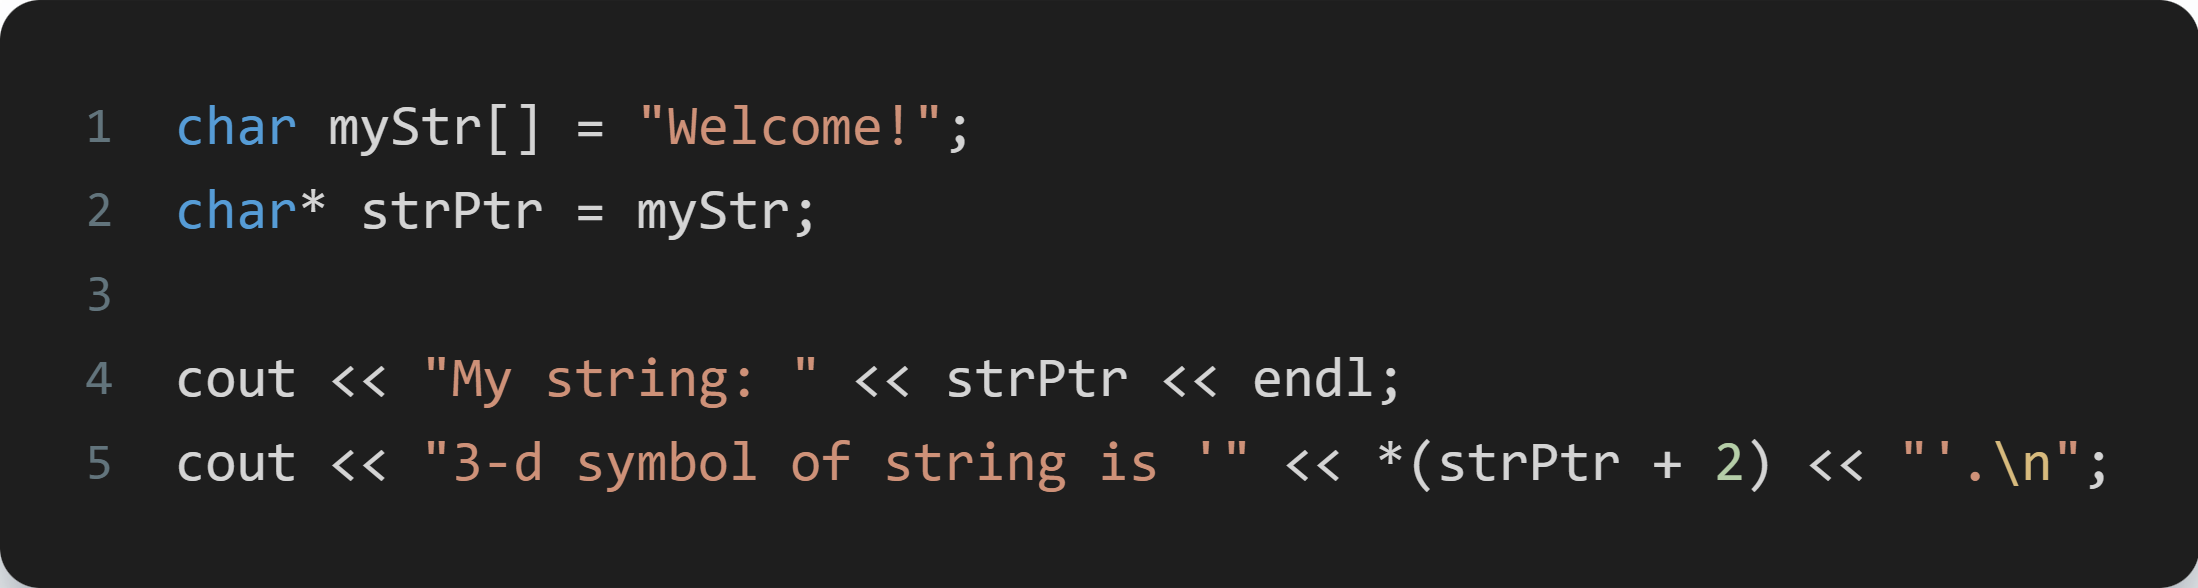 1 char myStr[] = "Welcome!";
2 char* strPtr = myStr;
3
4 cout << "My string: " << strPtr << endl;
5 cout << "3-d symbol of string is '" << *(strPtr + 2) << "'.\n";